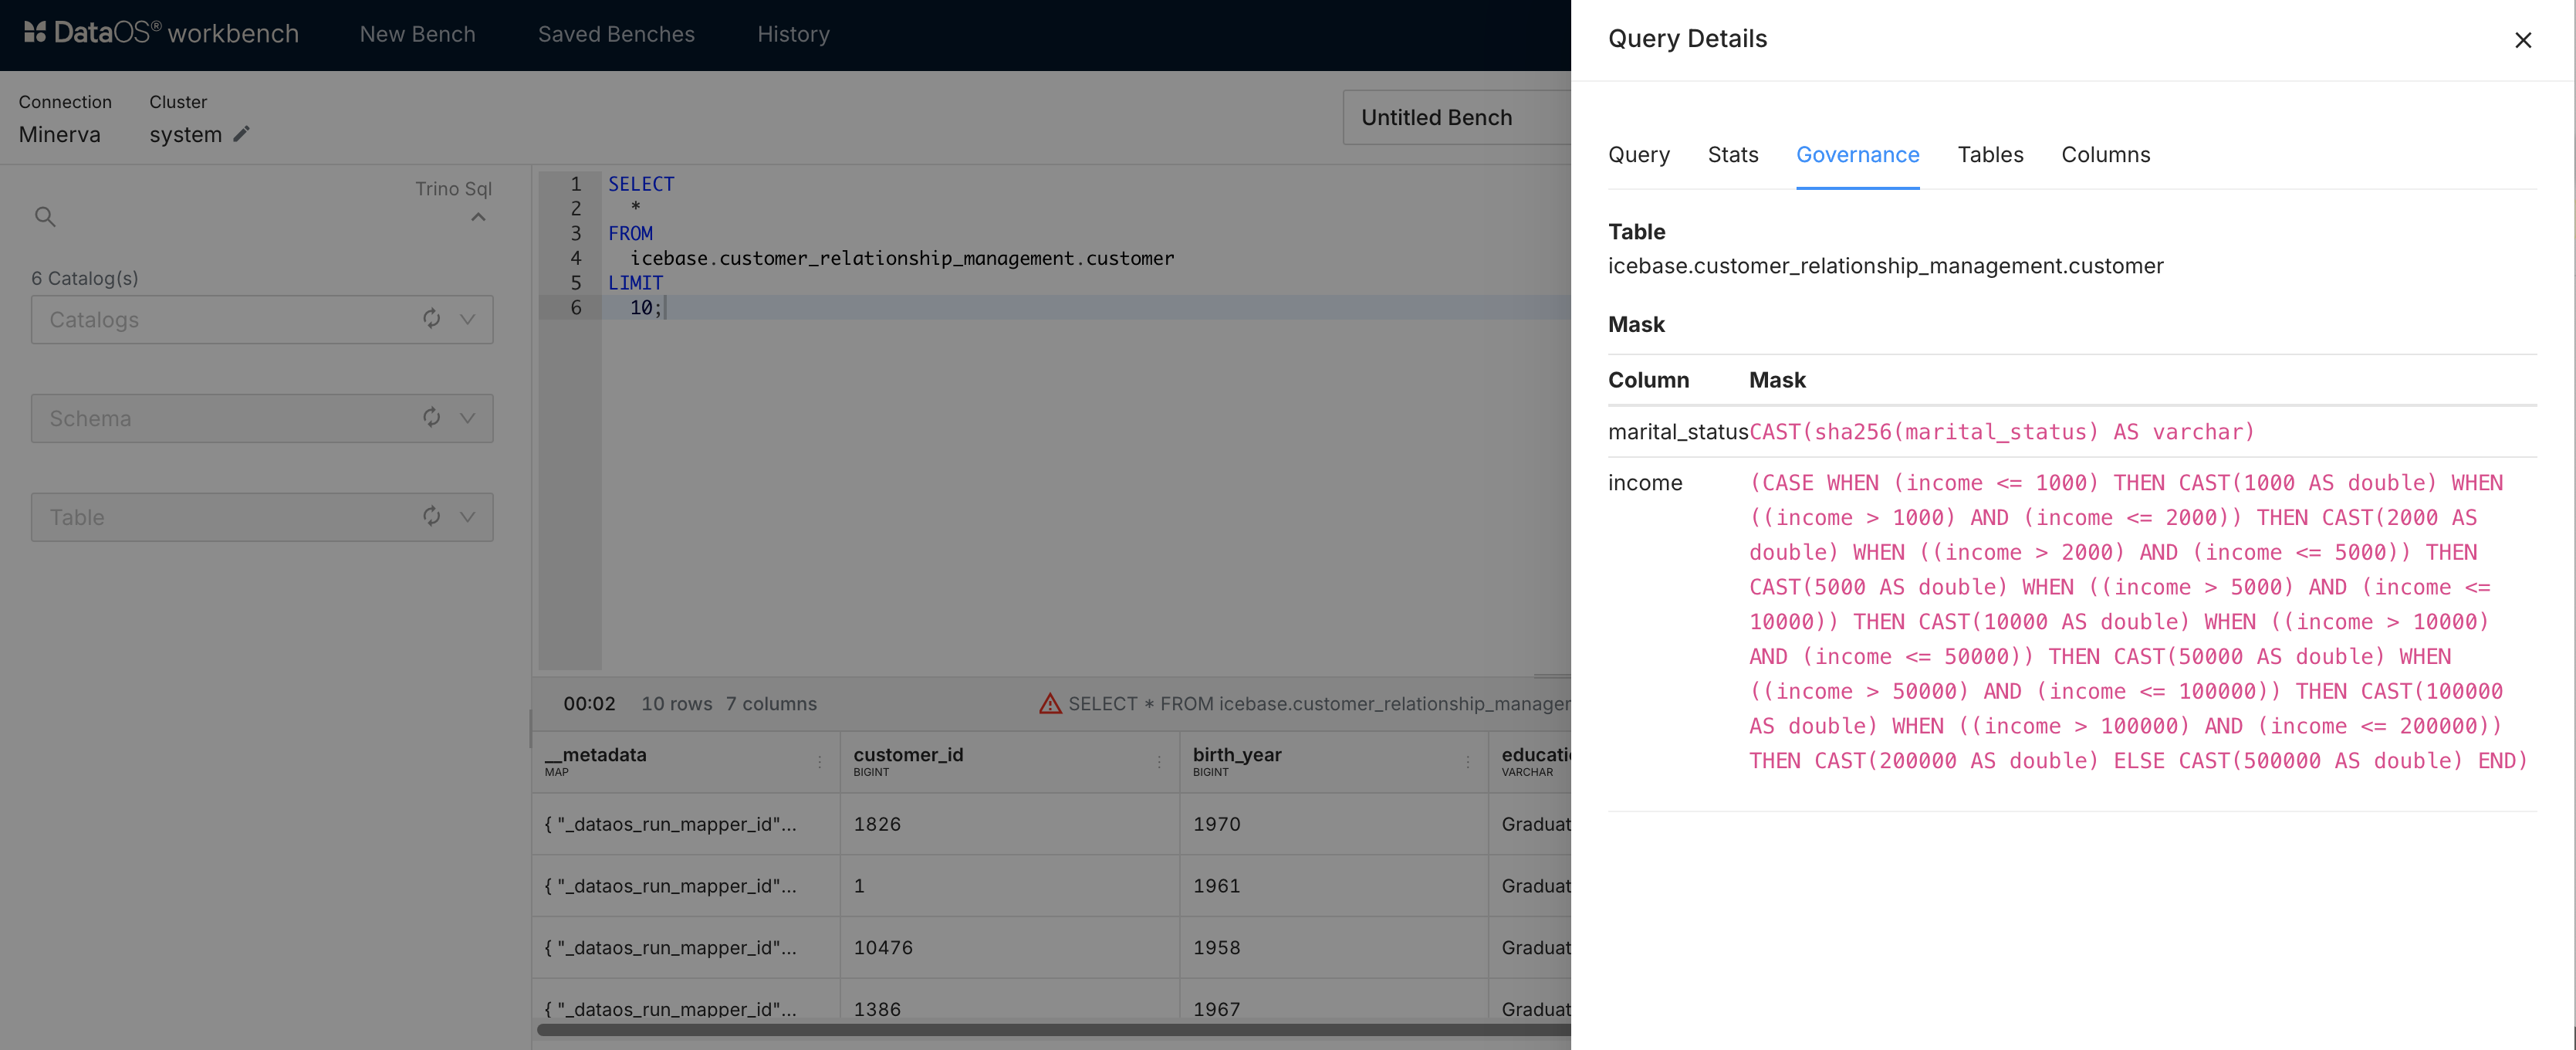 DataOS® workbench
New Bench
Saved Benches
History
Connection
Minerva
Cluster
system
Untitled Bench
Trino Sql
6 Catalog(s)
Catalogs
Schema
Table
1 SELECT
2 *
3 FROM
4 icebase.customer_relationship_management.customer
5 LIMIT
6 10;
00:02 10 rows 7 columns SELECT * FROM icebase.customer_relationship_manager
__metadata customer_id birth_year educati
MAP BIGINT BIGINT VARCHAR
{ "_dataos_run_mapper_id"... 1826 1970 Graduat
{ "_dataos_run_mapper_id"... 1 1961 Graduat
{ "_dataos_run_mapper_id"... 10476 1958 Graduat
{ "_dataos_run_mapper_id"... 1386 1967 Graduat
Query Details
Query Stats Governance Tables Columns
Table
icebase.customer_relationship_management.customer
Mask
Column Mask
marital_status CAST(sha256(marital_status) AS varchar)
income (CASE WHEN (income <= 1000) THEN CAST(1000 AS double) WHEN
((income > 1000) AND (income <= 2000)) THEN CAST(2000 AS
double) WHEN ((income > 2000) AND (income <= 5000)) THEN
CAST(5000 AS double) WHEN ((income > 5000) AND (income <=
10000)) THEN CAST(10000 AS double) WHEN ((income > 10000)
AND (income <= 50000)) THEN CAST(50000 AS double) WHEN
((income > 50000) AND (income <= 100000)) THEN CAST(100000
AS double) WHEN ((income > 100000) AND (income <= 200000))
THEN CAST(200000 AS double) ELSE CAST(500000 AS double) END)